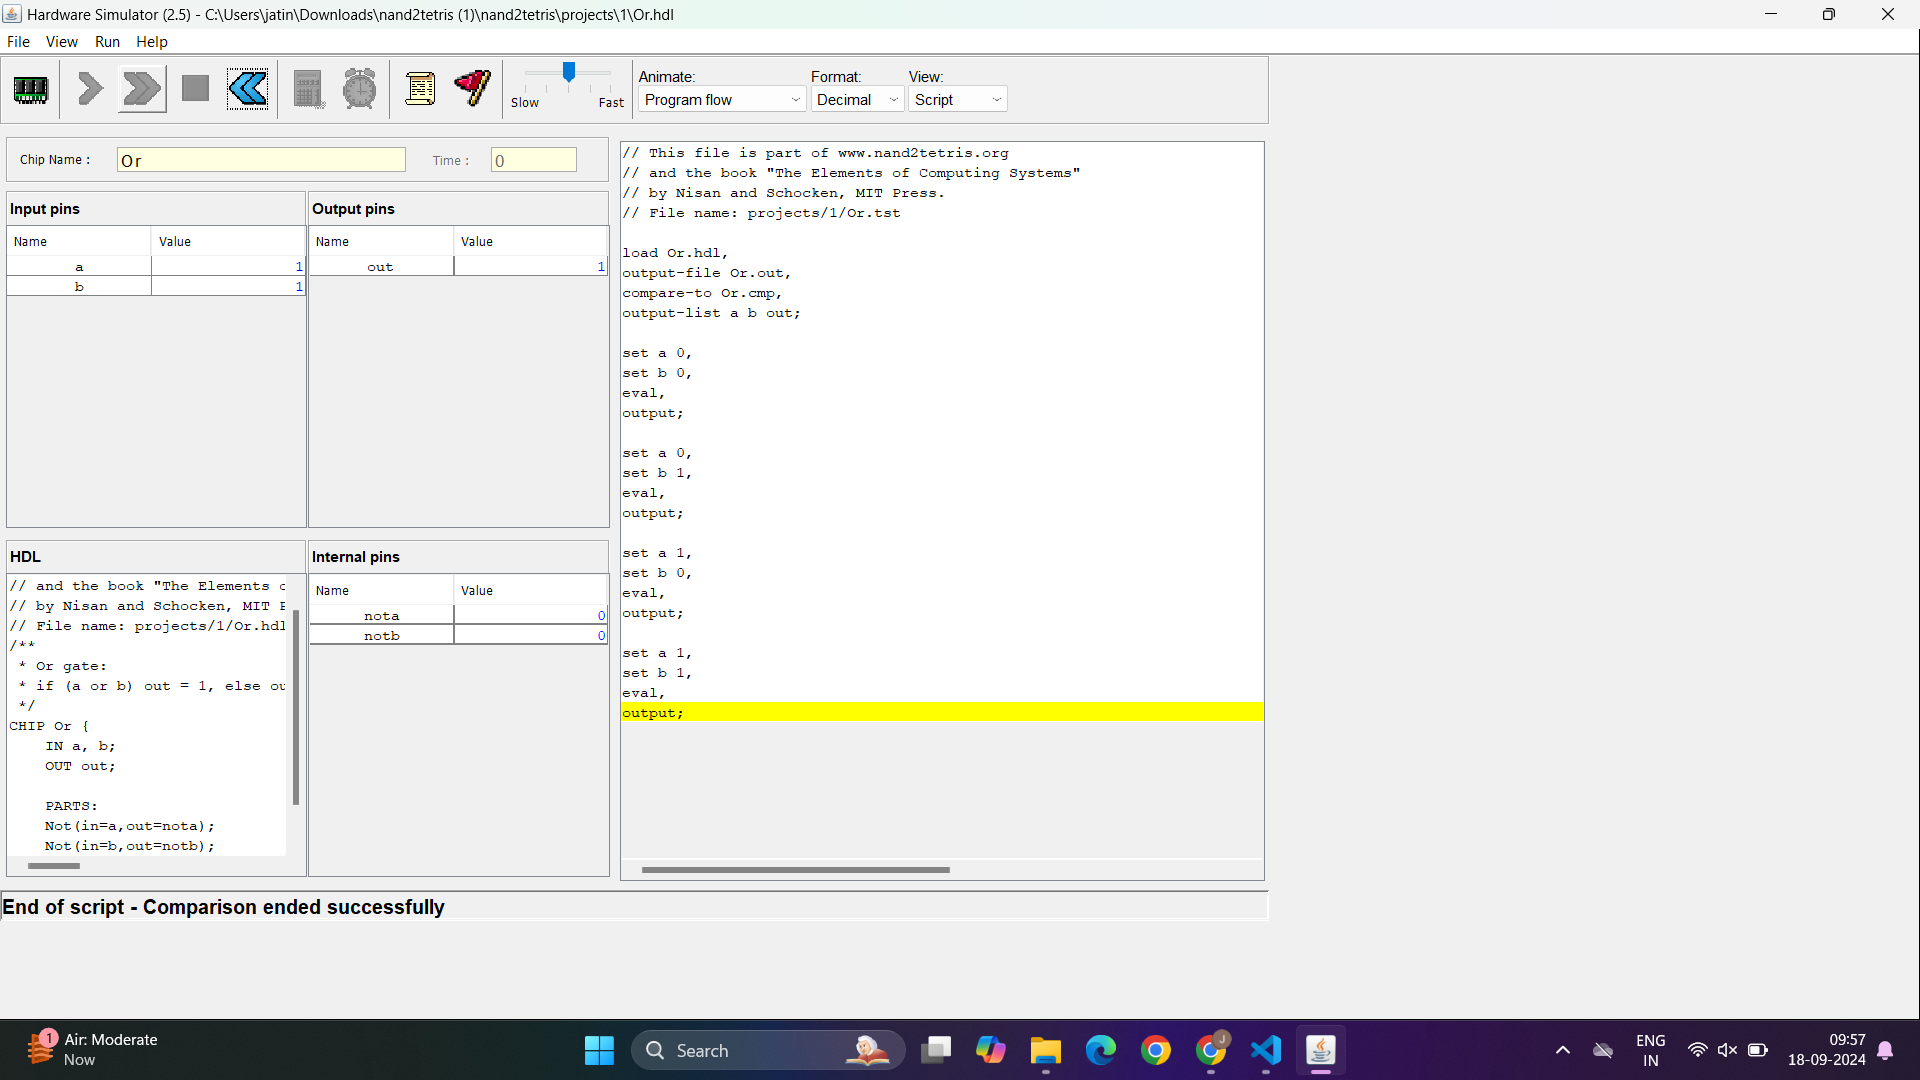 Hardware Simulator (2.5) - C:\Users\jatin\Downloads\nand2tetris (1)\nand2tetris\projects\1\Or.hdl
File View Run Help
Slow Fast
Animate: Format: View:
Program flow Decimal Script
Chip Name : Or Time : 0
Input pins Output pins
Name Value Name Value
a 1 out 1
b 1
HDL Internal pins
// and the book "The Elements
// by Nisan and Schocken, MIT
// File name: projects/1/Or.hdl
/**
* Or gate:
* if (a or b) out = 1, else ou
*/
CHIP Or {
IN a, b;
OUT out;
PARTS:
Not(in=a,out=nota);
Not(in=b,out=notb);
Name Value
nota 0
notb 0
// This file is part of www.nand2tetris.org
// and the book "The Elements of Computing Systems"
// by Nisan and Schocken, MIT Press.
// File name: projects/1/Or.tst
load Or.hdl,
output-file Or.out,
compare-to Or.cmp,
output-list a b out;
set a 0,
set b 0,
eval,
output;
set a 0,
set b 1,
eval,
output;
set a 1,
set b 0,
eval,
output;
set a 1,
set b 1,
eval,
output;
End of script - Comparison ended successfully
1 Air: Moderate
Now
Search
J
ENG
IN
09:57
18-09-2024